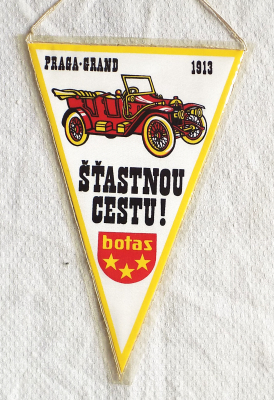 PRAGA-GRAND 1913
ŠŤASTNOU
CESTU!
botas